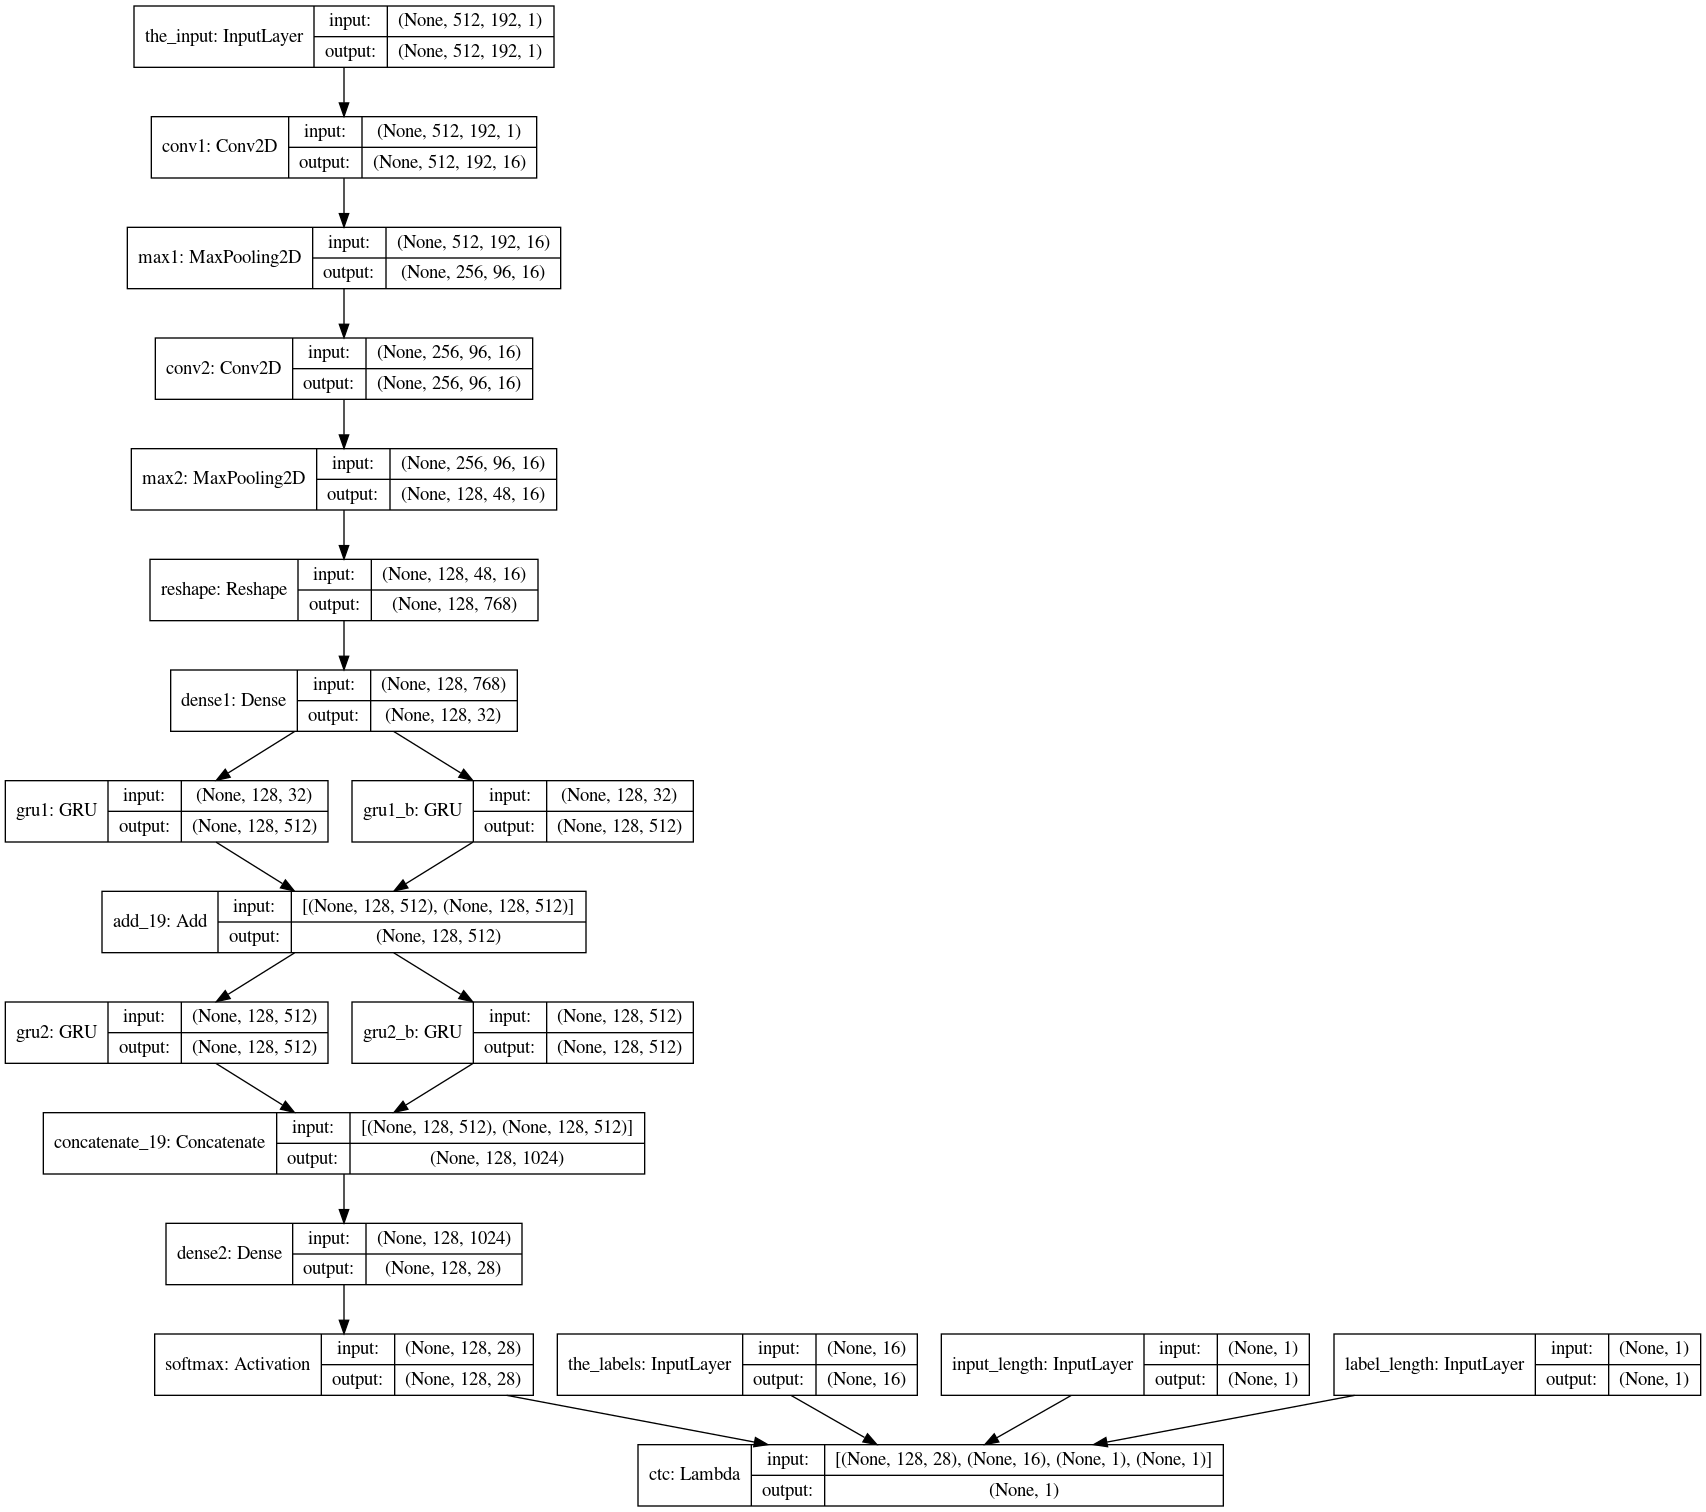 the_input: InputLayer input: (None, 512, 192, 1)
output: (None, 512, 192, 1)
conv1: Conv2D input: (None, 512, 192, 1)
output: (None, 512, 192, 16)
max1: MaxPooling2D input: (None, 512, 192, 16)
output: (None, 256, 96, 16)
conv2: Conv2D input: (None, 256, 96, 16)
output: (None, 256, 96, 16)
max2: MaxPooling2D input: (None, 256, 96, 16)
output: (None, 128, 48, 16)
reshape: Reshape input: (None, 128, 48, 16)
output: (None, 128, 768)
dense1: Dense input: (None, 128, 768)
output: (None, 128, 32)
gru1: GRU input: (None, 128, 32)
output: (None, 128, 512)
gru1_b: GRU input: (None, 128, 32)
output: (None, 128, 512)
add_19: Add input: [(None, 128, 512), (None, 128, 512)]
output: (None, 128, 512)
gru2: GRU input: (None, 128, 512)
output: (None, 128, 512)
gru2_b: GRU input: (None, 128, 512)
output: (None, 128, 512)
concatenate_19: Concatenate input: [(None, 128, 512), (None, 128, 512)]
output: (None, 128, 1024)
dense2: Dense input: (None, 128, 1024)
output: (None, 128, 28)
softmax: Activation input: (None, 128, 28)
output: (None, 128, 28)
the_labels: InputLayer input: (None, 16)
output: (None, 16)
input_length: InputLayer input: (None, 1)
output: (None, 1)
label_length: InputLayer input: (None, 1)
output: (None, 1)
ctc: Lambda input: [(None, 128, 28), (None, 16), (None, 1), (None, 1)]
output: (None, 1)